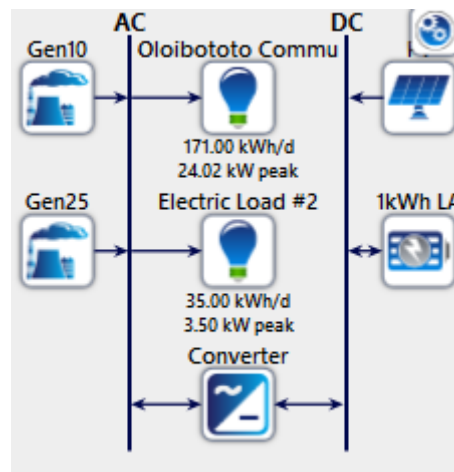 AC
DC
Gen10
Oloibototo Commu
171.00 kWh/d
24.02 kW peak
Gen25
Electric Load #2
1kWh LA
35.00 kWh/d
3.50 kW peak
Converter